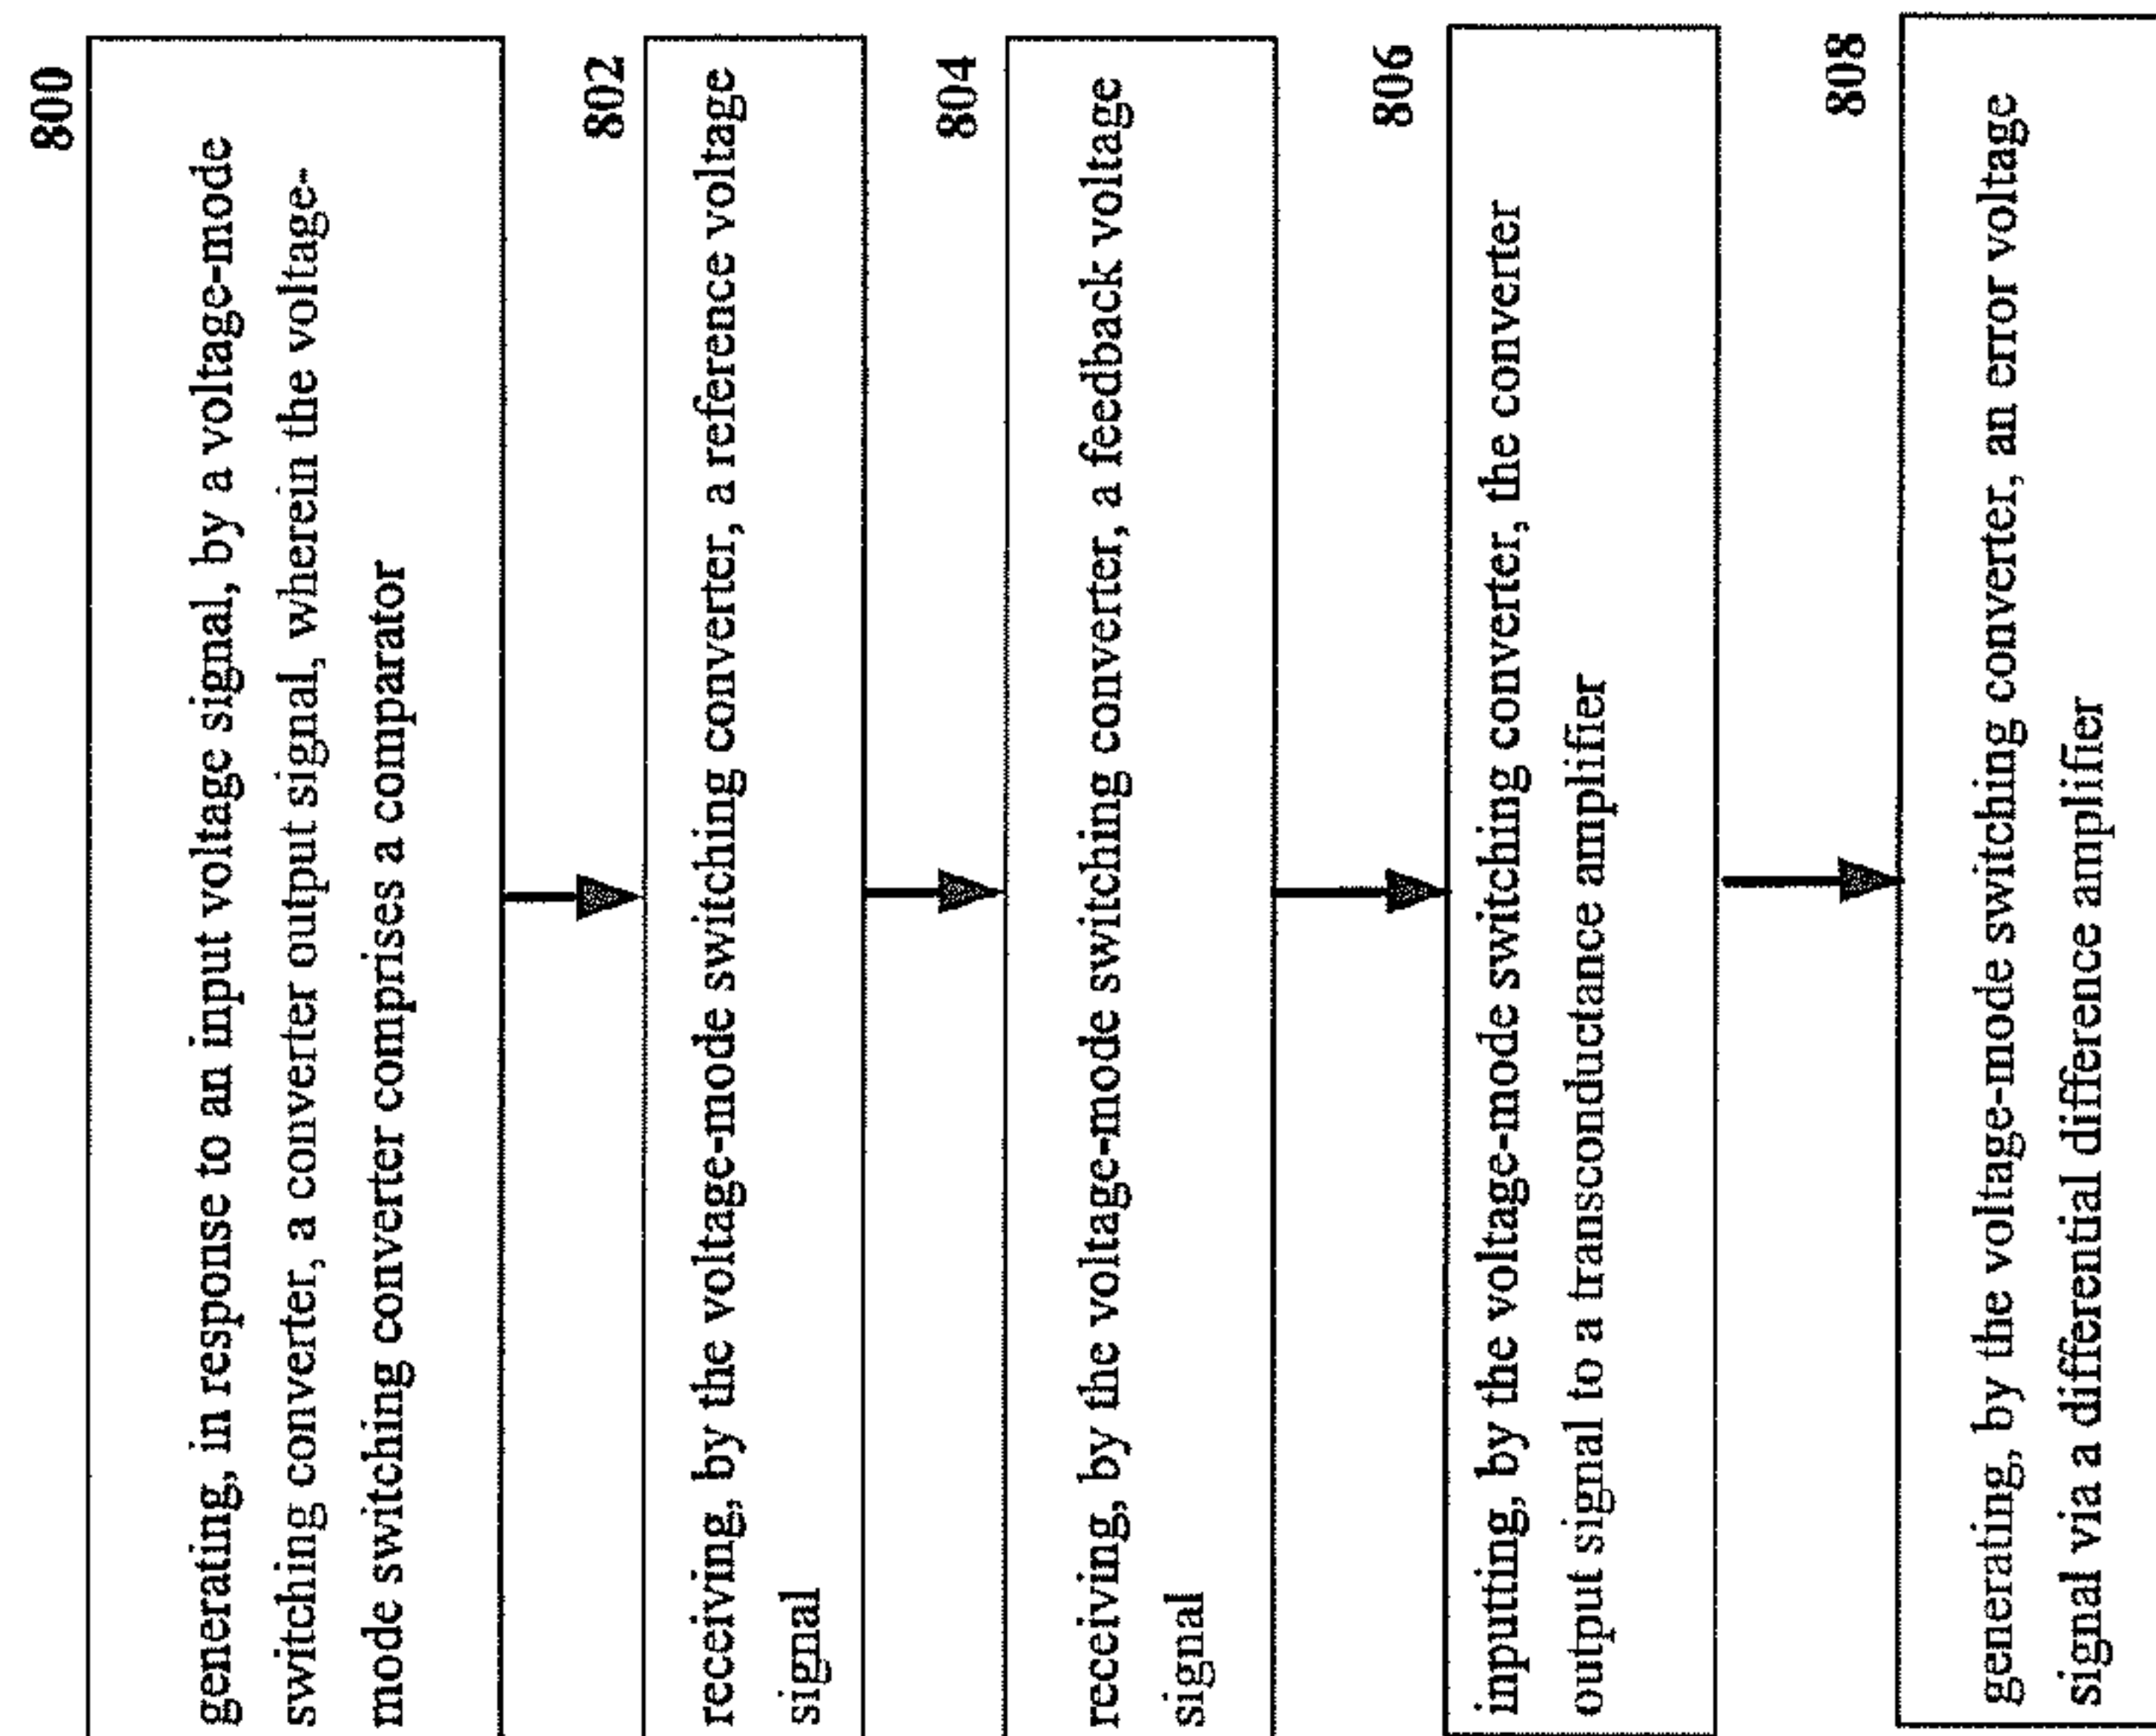 800
generating, in response to an input voltage signal, by a voltage-mode
switching converter, a converter output signal, wherein the voltage-
mode switching converter comprises a comparator
802
receiving, by the voltage-mode switching converter, a reference voltage
signal
804
receiving, by the voltage-mode switching converter, a feedback voltage
signal
806
inputing, by the voltage-mode switching converter, the converter
output signal to a transconductance amplifier
808
generating, by the voltage-mode switching converter, an error voltage
signal via a differential difference amplifier